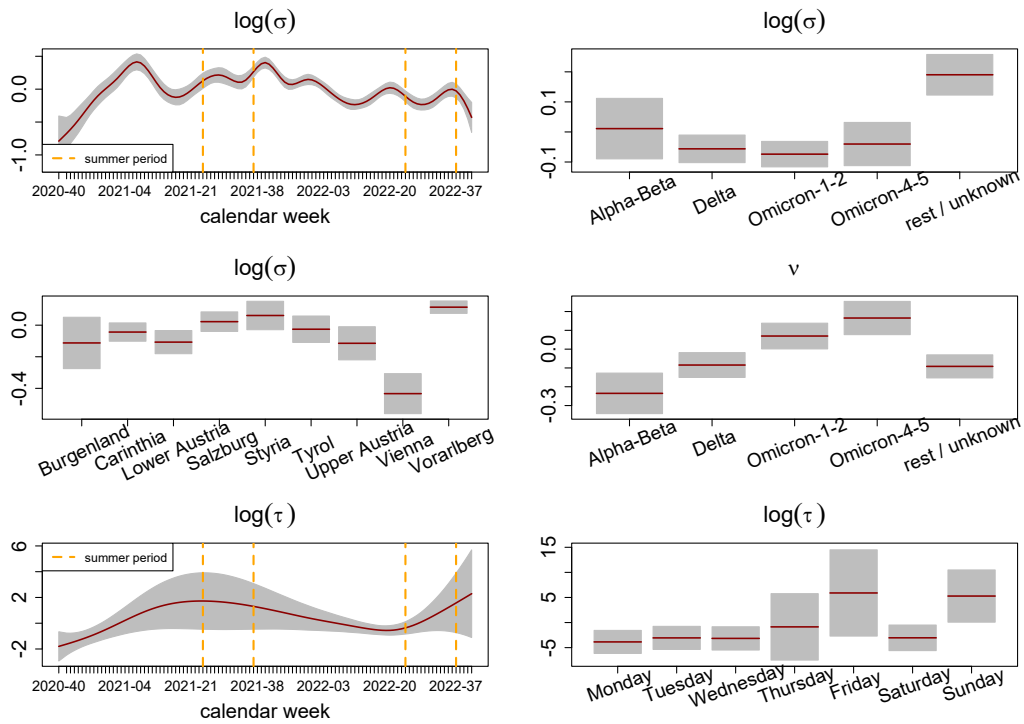 log(σ)
0.0
-1.0
summer period
2020-40 2021-04 2021-21 2021-38 2022-03 2022-20 2022-37
calendar week
log(σ)
0.1
-0.1
Alpha-Beta Delta Omicron-1-2 Omicron-4-5 rest / unknown
log(σ)
0.0
-0.4
Burgenland Carinthia Lower Austria Salzburg Styria Tyrol Upper Austria Vienna Vorarlberg
ν
0.0
-0.3
Alpha-Beta Delta Omicron-1-2 Omicron-4-5 rest / unknown
log(τ)
6
2
-2
summer period
2020-40 2021-04 2021-21 2021-38 2022-03 2022-20 2022-37
calendar week
log(τ)
15
5
-5
Monday Tuesday Wednesday Thursday Friday Saturday Sunday